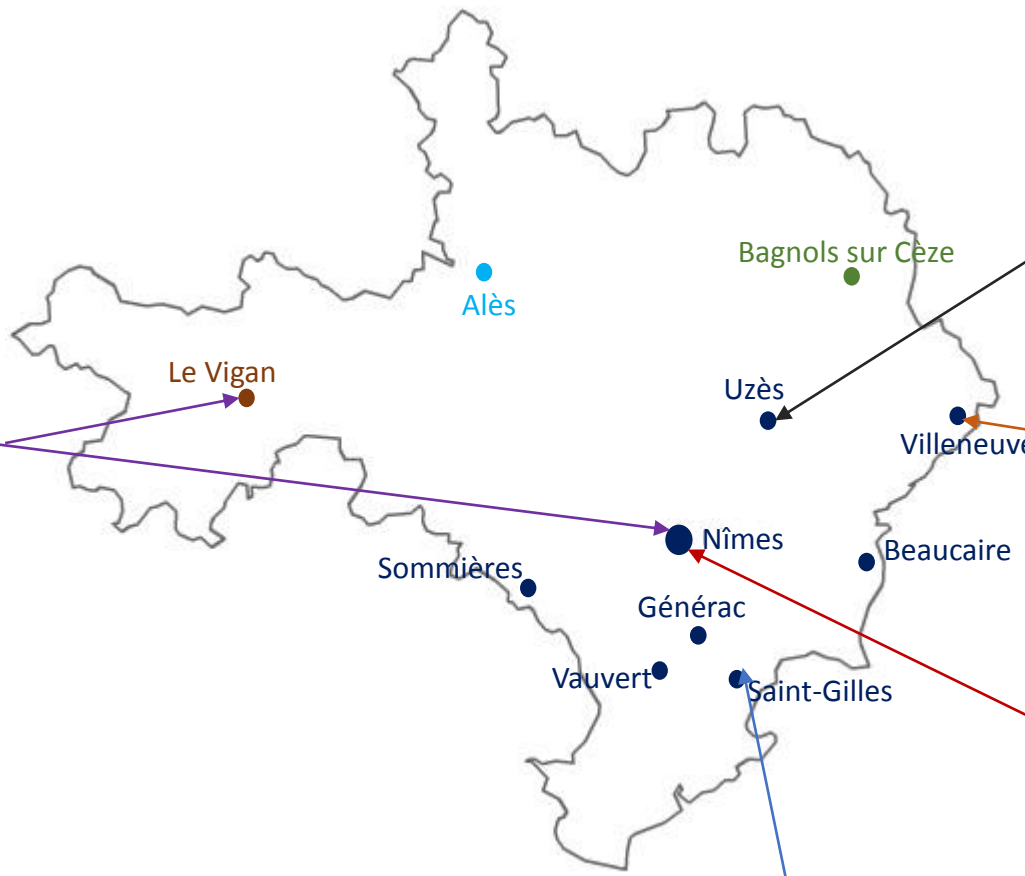 Bagnols sur Cèze
Alès
Le Vigan
Uzès
Villeneuve
Nîmes
Beaucaire
Sommières
Générac
Vauvert
Saint-Gilles